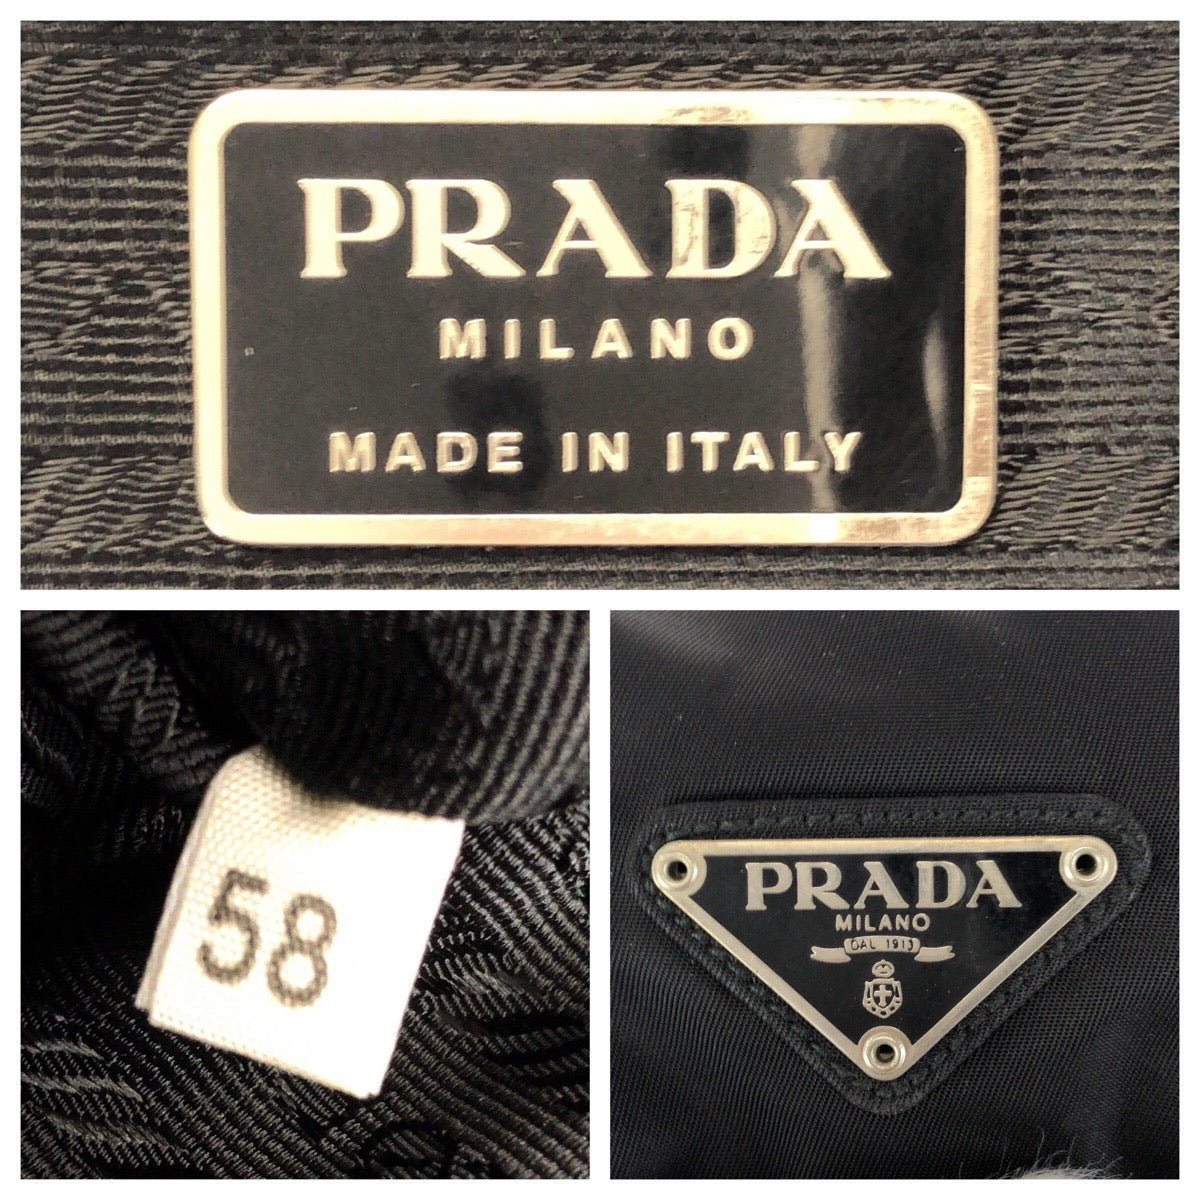 PRADA
MILANO
MADE IN ITALY
58
PRADA
MILANO
DAL 1913